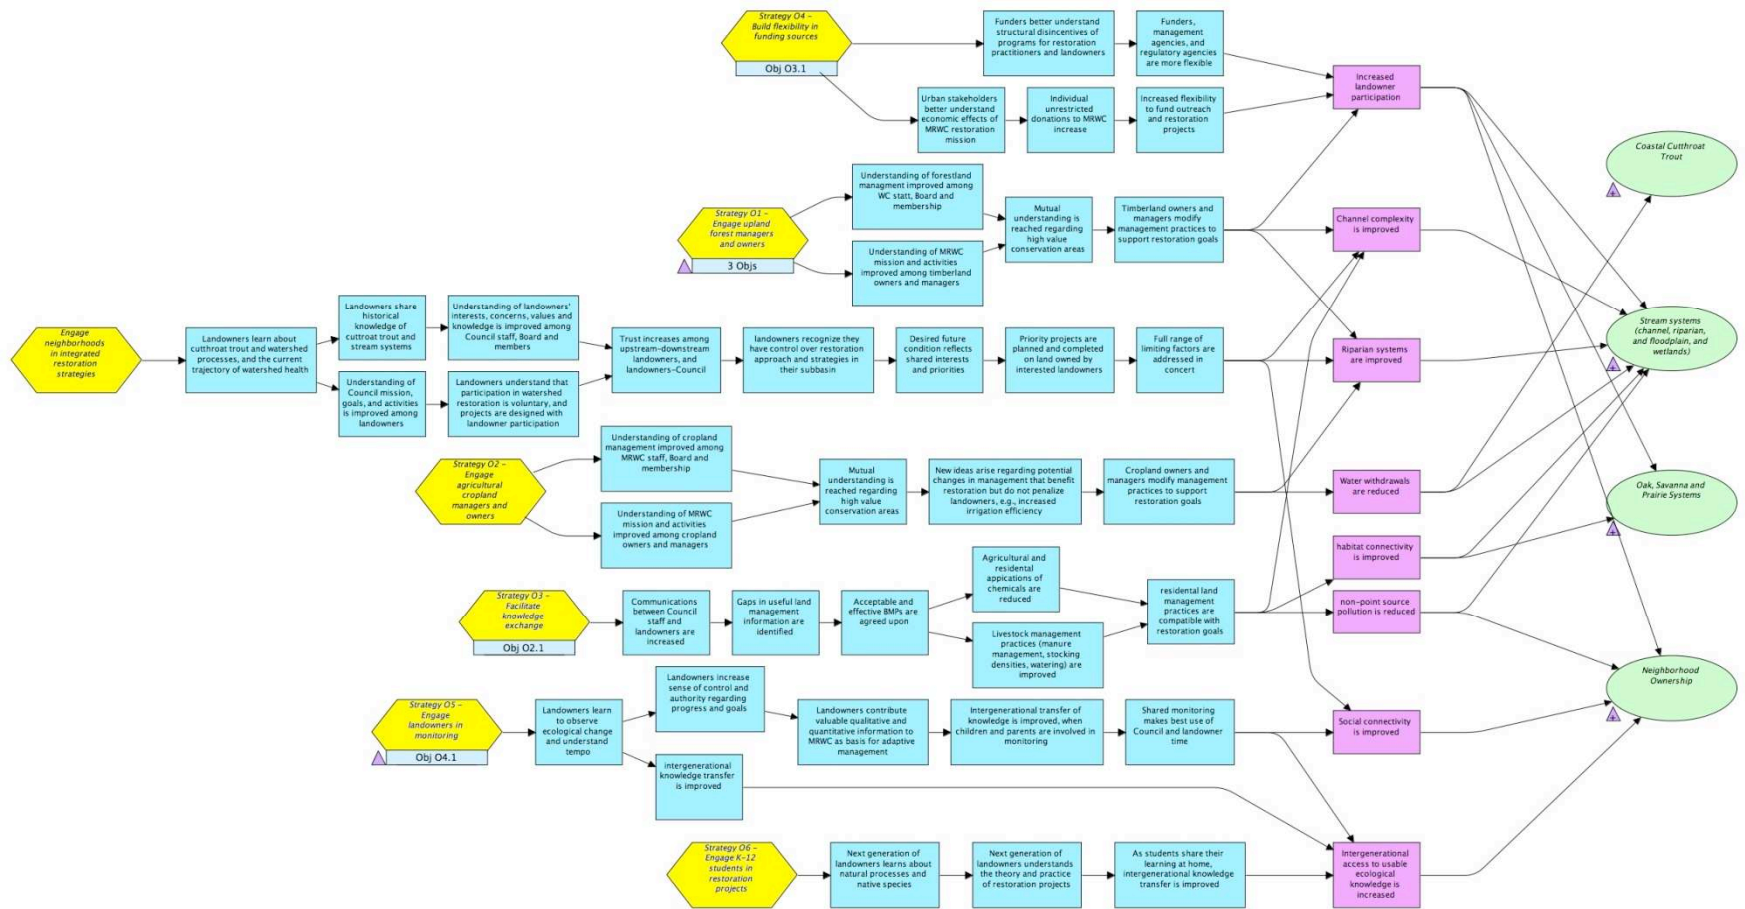 Strategy O4 –
Build flexibility in
funding sources
Obj O3.1
Funders better understand
structural disincentives of
programs for restoration
practitioners and landowners
Funders,
management
agencies, and
regulatory agencies
are more flexible
Urban stakeholders
better understand
economic effects of
MRWC restoration
mission
Individual
unrestricted
donations to MRWC
increase
Increased flexibility
to fund outreach
and restoration
projects
Increased
landowner
participation
Coastal Cutthroat
Trout
Strategy O1 –
Engage upland
forest managers
and owners
3 Objs
Understanding of forestland
managment improved among
WC statt, Board and
membership
Understanding of MRWC
mission and activities
improved among timberland
owners and managers
Mutual
understanding is
reached regarding
high value
conservation areas
Timberland owners and
managers modify
management practices to
support restoration goals
Channel complexity
is improved
Engage
neighborhoods
in integrated
restoration
strategies
Landowners learn about
cutthroat trout and watershed
processes, and the current
trajectory of watershed health
Landowners share
historical
knowledge of
cuttroat trout and
stream systems
Understanding of landowners'
interests, concerns, values and
knowledge is improved among
Council staff, Board and
members
Understanding of
Council mission,
goals, and activities
is improved among
landowners
Landowners understand that
participation in watershed
restoration is voluntary, and
projects are designed with
landowner participation
Trust increases among
upstream–downstream
landowners, and
landowners–Council
landowners recognize they
have control over restoration
approach and strategies in
their subbasin
Desired future
condition reflects
shared interests
and priorities
Priority projects are
planned and completed
on land owned by
interested landowners
Full range of
limiting factors are
addressed in
concert
Riparian systems
are improved
Stream systems
(channel, riparian,
and floodplain, and
wetlands)
Strategy O2 –
Engage
agricultural
cropland
managers and
owners
Understanding of cropland
management improved among
MRWC staff, Board and
membership
Understanding of MRWC
mission and activities
improved among cropland
owners and managers
Mutual
understanding is
reached regarding
high value
conservation areas
New ideas arise regarding potential
changes in management that benefit
restoration but do not penalize
landowners, e.g., increased
irrigation efficiency
Cropland owners and
managers modify management
practices to support
restoration goals
Water withdrawals
are reduced
Oak, Savanna and
Prairie Systems
habitat connectivity
is improved
Strategy O3 –
Facilitate
knowledge
exchange
Obj O2.1
Communications
between Council
staff and
landowners are
increased
Gaps in useful land
management
information are
identified
Acceptable and
effective BMPs are
agreed upon
Agricultural and
residental
appications of
chemicals are
reduced
Livestock management
practices (manure
management, stocking
densities, watering) are
improved
residental land
management
practices are
compatible with
restoration goals
non–point source
pollution is reduced
Neighborhood
Ownership
Strategy O5 –
Engage
landowners in
monitoring
Obj O4.1
Landowners learn
to observe
ecological change
and understand
tempo
Landowners increase
sense of control and
authority regarding
progress and goals
intergenerational
knowledge transfer
is improved
Landowners contribute
valuable qualitative and
quantitative information to
MRWC as basis for adaptive
management
Intergenerational transfer of
knowledge is improved, when
children and parents are involved in
monitoring
Shared monitoring
makes best use of
Council and landowner
time
Social connectivity
is improved
Strategy O6 –
Engage K–12
students in
restoration
projects
Next generation of
landowners learns about
natural processes and
native species
Next generation of
landowners understands
the theory and practice
of restoration projects
As students share their
learning at home,
intergenerational knowledge
transfer is improved
Intergenerational
access to usable
ecological
knowledge is
increased